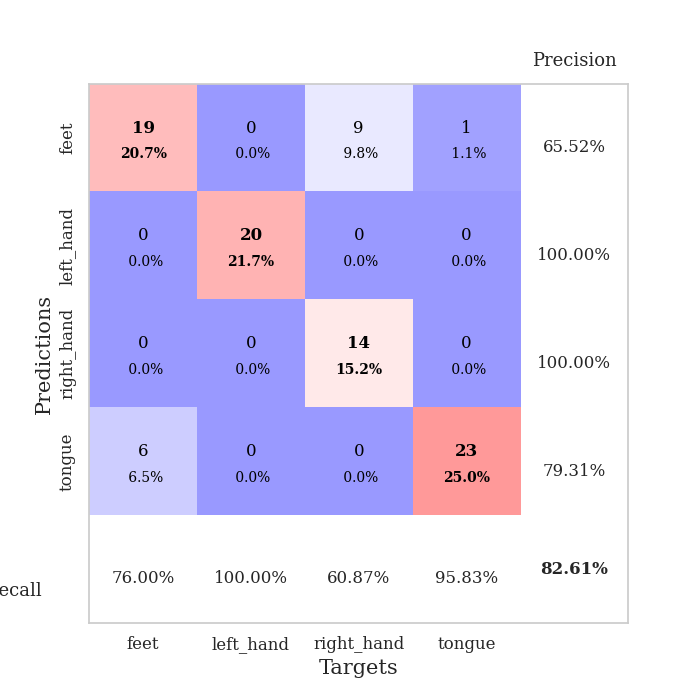 Precision
feet
19 0 9 1
20.7% 0.0% 9.8% 1.1%
65.52%
left_hand
0 20 0 0
0.0% 21.7% 0.0% 0.0%
100.00%
Predictions
right_hand
0 0 14 0
0.0% 0.0% 15.2% 0.0%
100.00%
tongue
6 0 0 23
6.5% 0.0% 0.0% 25.0%
79.31%
ecall
76.00% 100.00% 60.87% 95.83% 82.61%
feet left_hand right_hand tongue
Targets